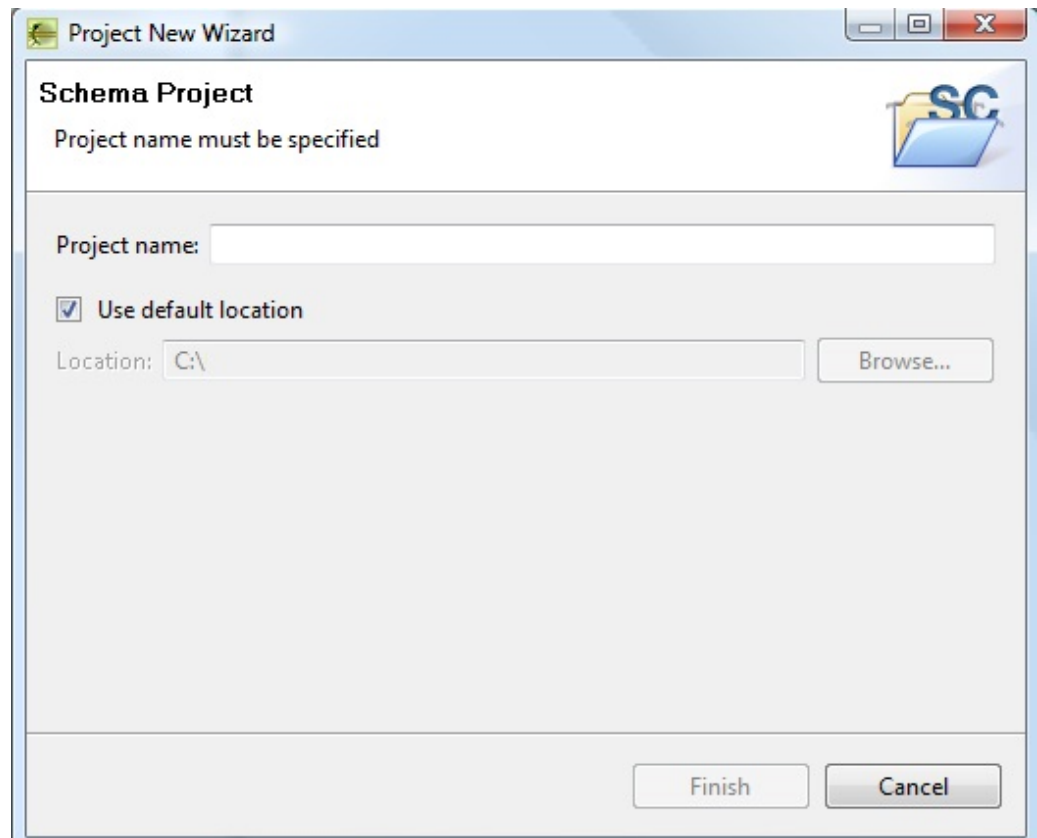 Project New Wizard
Schema Project
SC
Project name must be specified
Project name:
Use default location
Location: C:\ Browse...
Finish Cancel